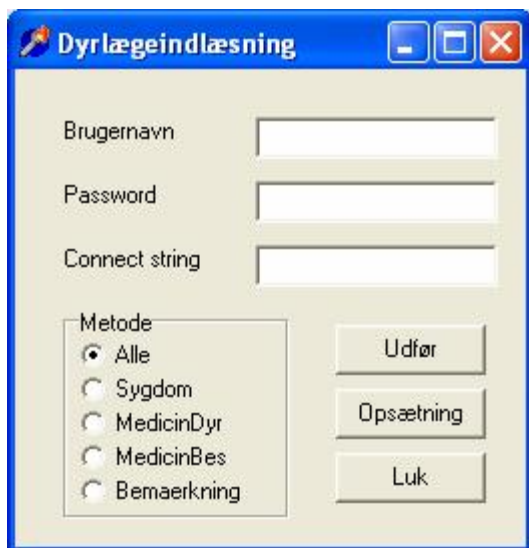 Dyrlægeindlæsning
Brugernavn
Password
Connect string
Metode
Alle
Sygdom
MedicinDyr
MedicinBes
Bemaerkning
Udfør
Opsætning
Luk